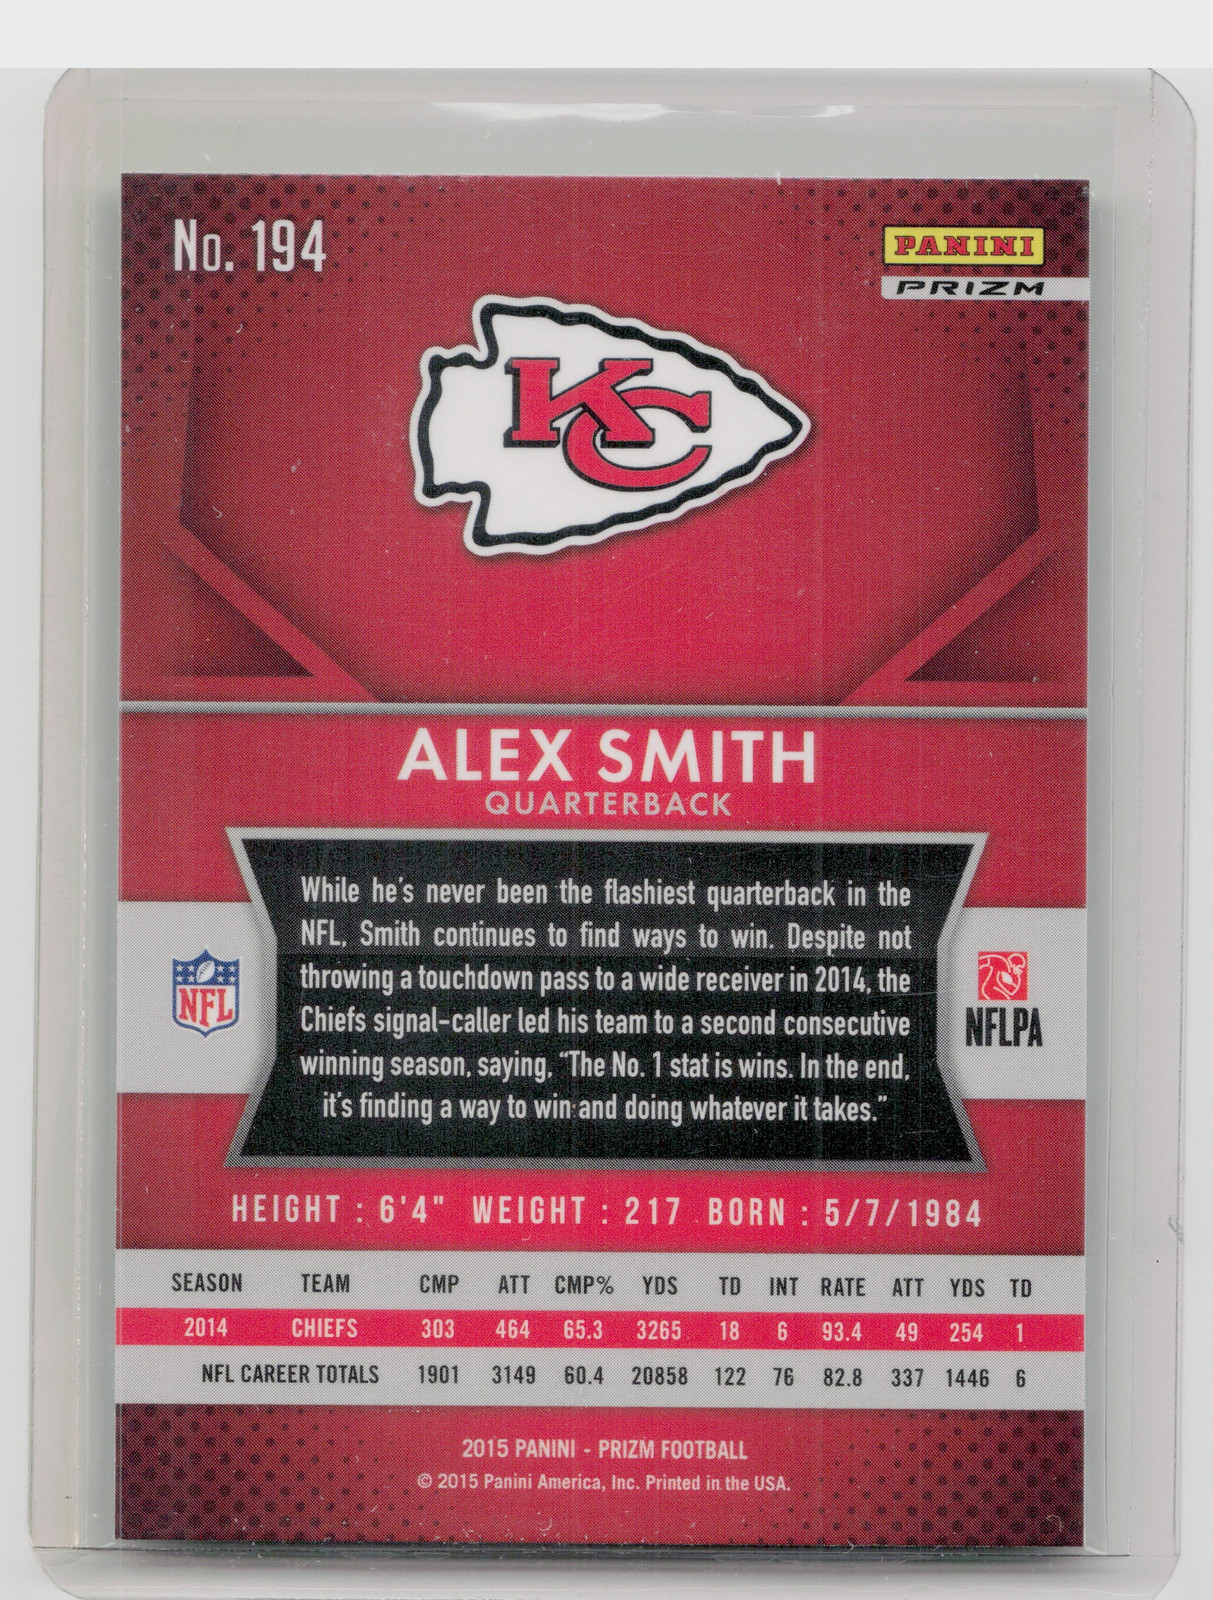 No. 194
PANINI
PRIZM
KC
ALEX SMITH
QUARTERBACK
While he's never been the flashiest quarterback in the
NFL, Smith continues to find ways to win. Despite not
throwing a touchdown pass to a wide receiver in 2014, the
Chiefs signal-caller led his team to a second consecutive
winning season, saying, "The No. 1 stat is wins. In the end,
it's finding a way to win and doing whatever it takes."
NFL
NFLPA
HEIGHT : 6'4" WEIGHT : 217 BORN : 5/7/1984
SEASON TEAM CMP ATT CMP% YDS TD INT RATE ATT YDS TD
2014 CHIEFS 303 464 65.3 3265 18 6 93.4 49 254 1
NFL CAREER TOTALS 1901 3149 60.4 20858 122 76 82.8 337 1446 6
2015 PANINI - PRIZM FOOTBALL
© 2015 Panini America, Inc. Printed in the USA.